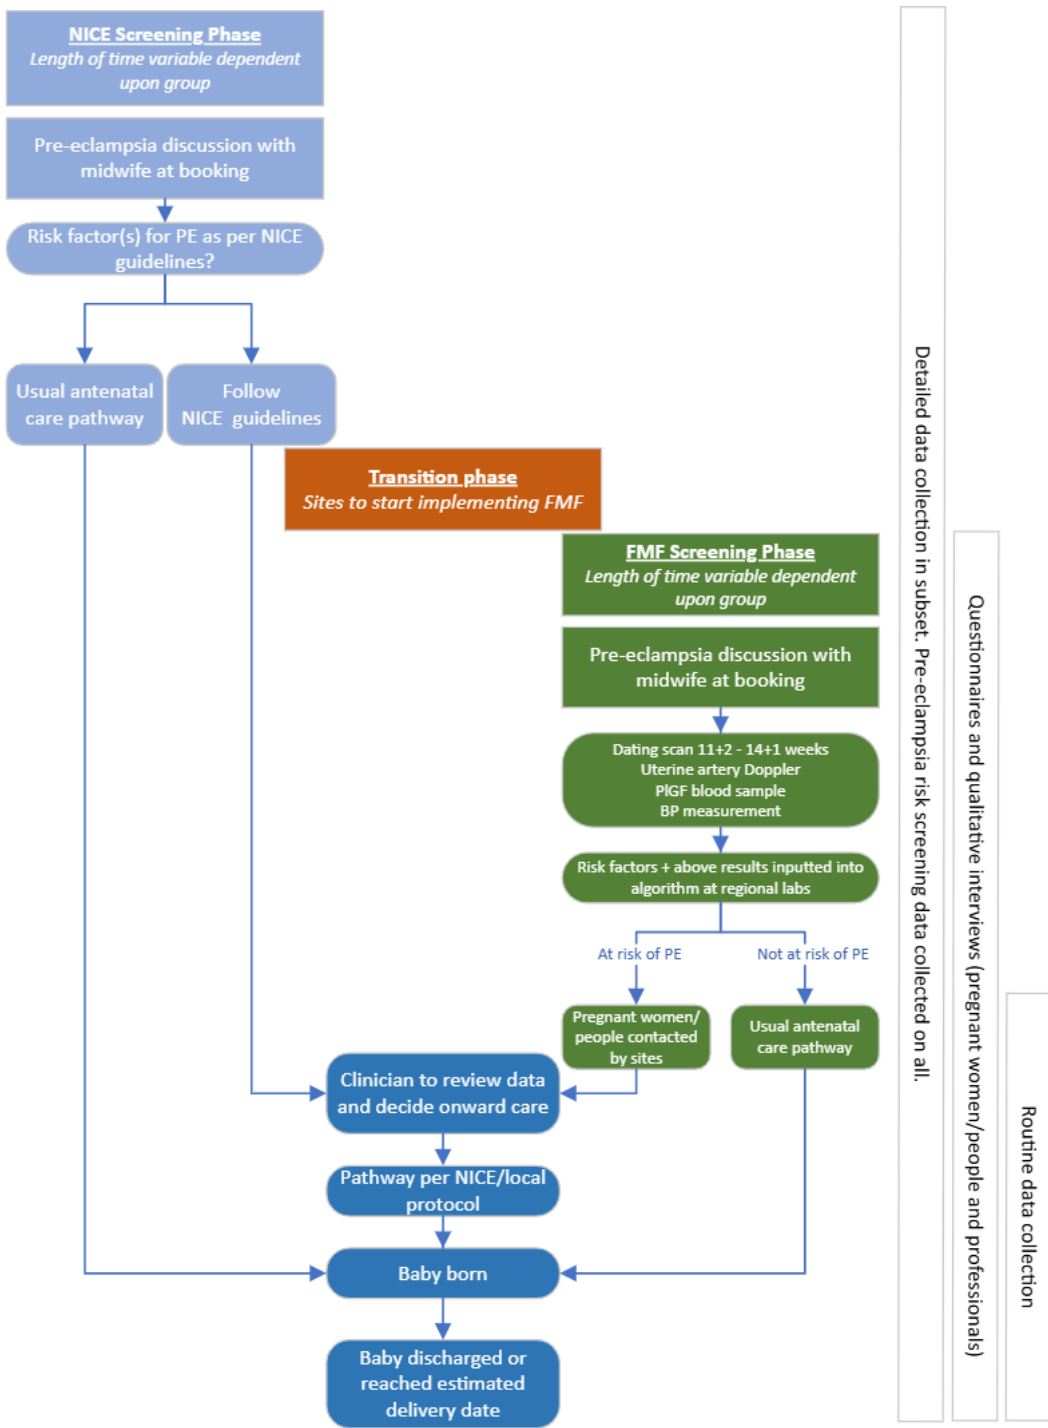 NICE Screening Phase
Length of time variable dependent
upon group
Pre-eclampsia discussion with
midwife at booking
Risk factor(s) for PE as per NICE
guidelines?
Usual antenatal
care pathway
Follow
NICE guidelines
Transition phase
Sites to start implementing FMF
FMF Screening Phase
Length of time variable dependent
upon group
Pre-eclampsia discussion with
midwife at booking
Dating scan 11+2 - 14+1 weeks
Uterine artery Doppler
PlGF blood sample
BP measurement
Risk factors + above results inputted into
algorithm at regional labs
At risk of PE
Not at risk of PE
Pregnant women/
people contacted
by sites
Usual antenatal
care pathway
Clinician to review data
and decide onward care
Pathway per NICE/local
protocol
Baby born
Baby discharged or
reached estimated
delivery date
Detailed data collection in subset. Pre-eclampsia risk screening data collected on all.
Questionnaires and qualitative interviews (pregnant women/people and professionals)
Routine data collection